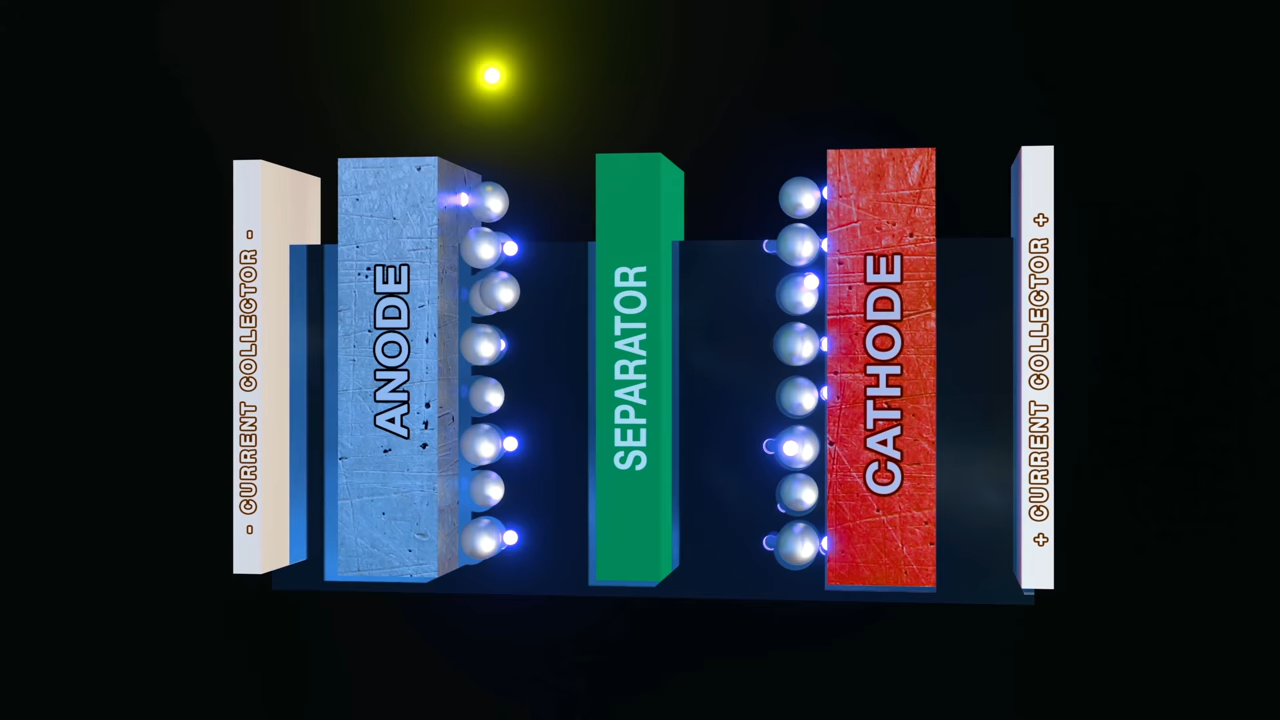 - CURRENT COLLECTOR -
ANODE
SEPARATOR
CATHODE
+ CURRENT COLLECTOR +